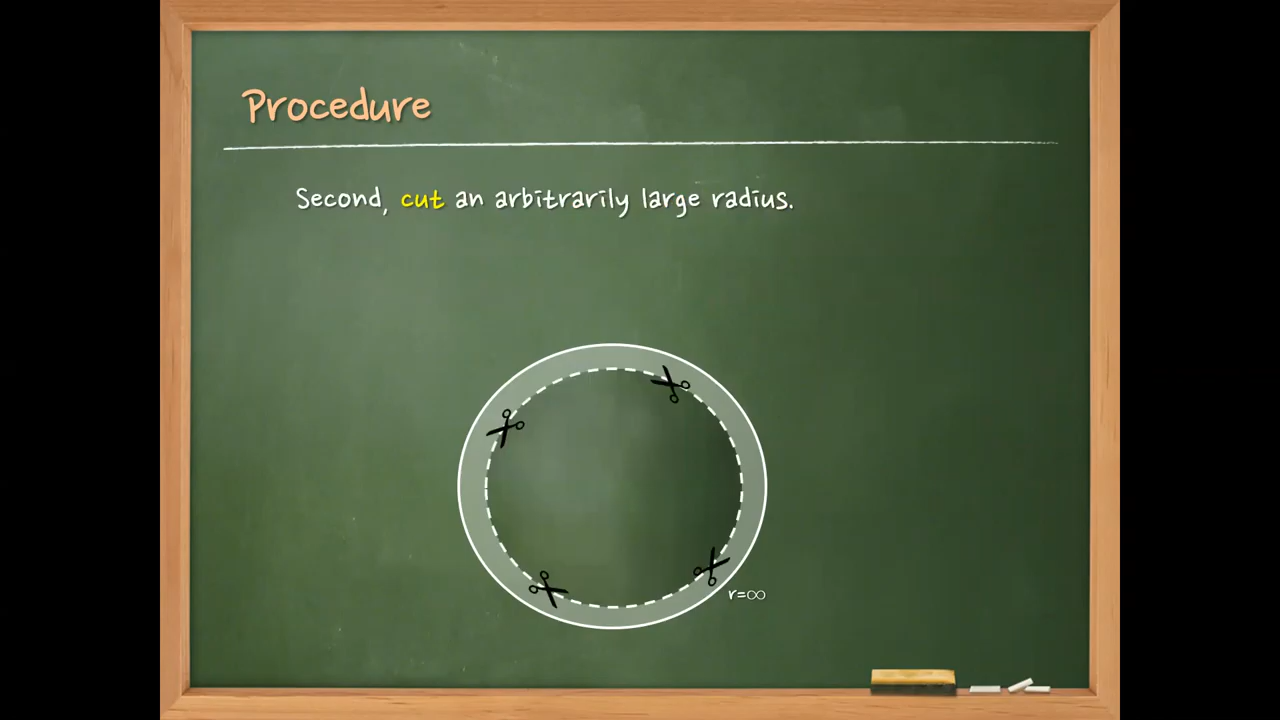 Procedure
Second, cut an arbitrarily large radius.
r=∞